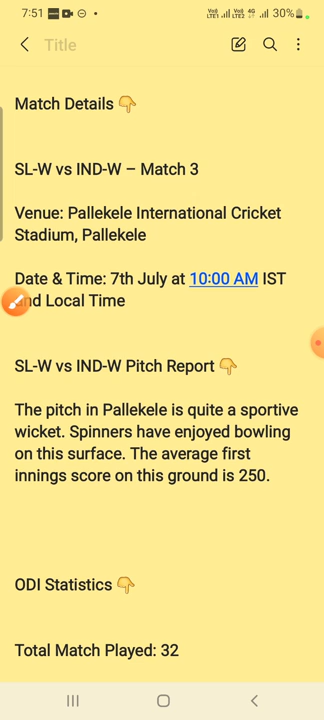 7:51
30%
Title
Match Details 👇
SL-W vs IND-W – Match 3
Venue: Pallekele International Cricket
Stadium, Pallekele
Date & Time: 7th July at 10:00 AM IST
and Local Time
SL-W vs IND-W Pitch Report 👇
The pitch in Pallekele is quite a sportive
wicket. Spinners have enjoyed bowling
on this surface. The average first
innings score on this ground is 250.
ODI Statistics 👇
Total Match Played: 32